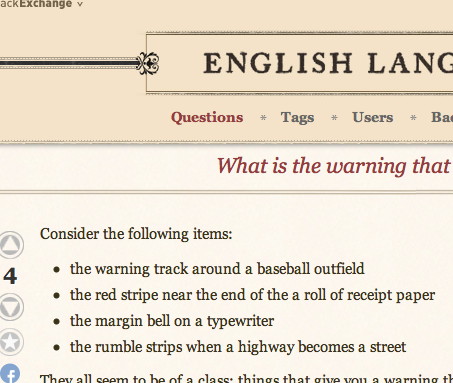 ackExchange
ENGLISH LANG
Questions * Tags * Users * Ba
What is the warning that
Consider the following items:
4
• the warning track around a baseball outfield
• the red stripe near the end of the a roll of receipt paper
• the margin bell on a typewriter
• the rumble strips when a highway becomes a street
They all seem to be of a class: things that give you a warning th